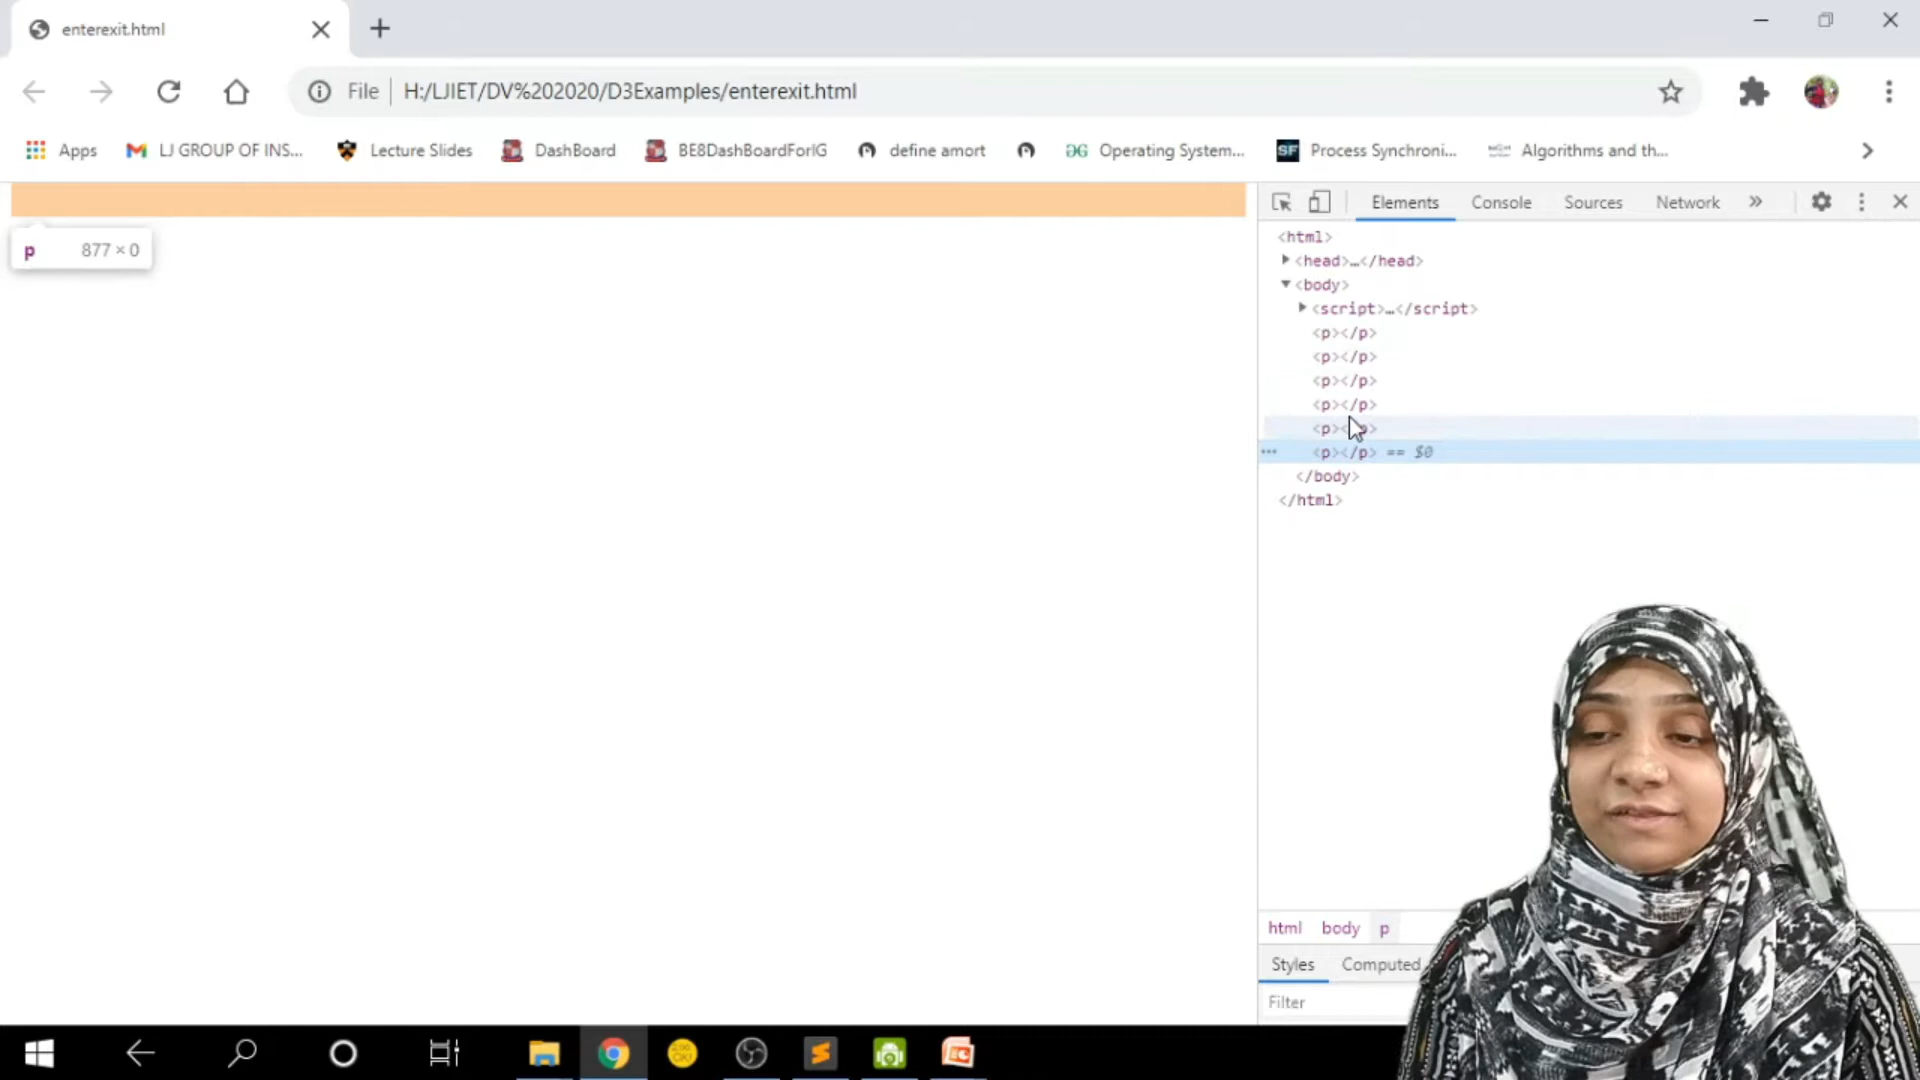 enterexit.html
File H:/LJIET/DV%202020/D3Examples/enterexit.html
Apps LJ GROUP OF INS... Lecture Slides DashBoard BE8DashBoardForIG define amort Operating System... SF Process Synchroni... Algorithms and th...
p 877 × 0
Elements Console Sources Network »
<html>
<head>…</head>
<body>
<script>…</script>
<p></p>
<p></p>
<p></p>
<p></p>
<p></p>
<p></p> == $0
</body>
</html>
html body p
Styles Computed
Filter